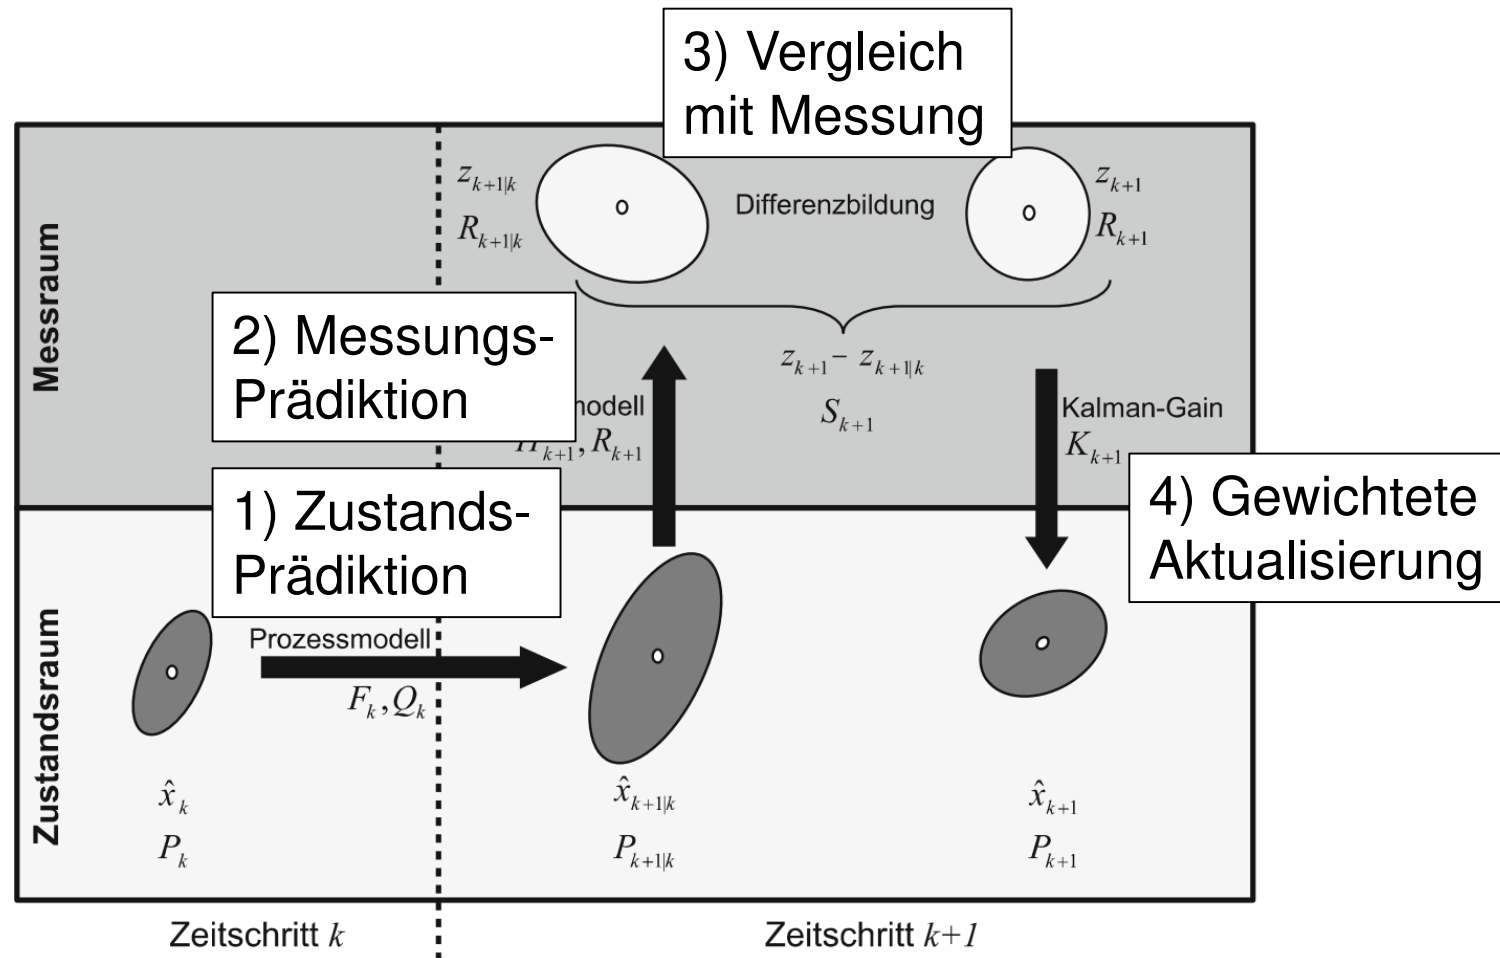 3) Vergleich
mit Messung
z_{k+1|k}
R_{k+1|k}
Differenzbildung
z_{k+1}
R_{k+1}
Messraum
2) Messungs-
Prädiktion
z_{k+1} − z_{k+1|k}
S_{k+1}
nodell
H_{k+1}, R_{k+1}
Kalman-Gain
K_{k+1}
1) Zustands-
Prädiktion
4) Gewichtete
Aktualisierung
Zustandsraum
Prozessmodell
F_k, Q_k
x̂_k
P_k
x̂_{k+1|k}
P_{k+1|k}
x̂_{k+1}
P_{k+1}
Zeitschritt k
Zeitschritt k+1